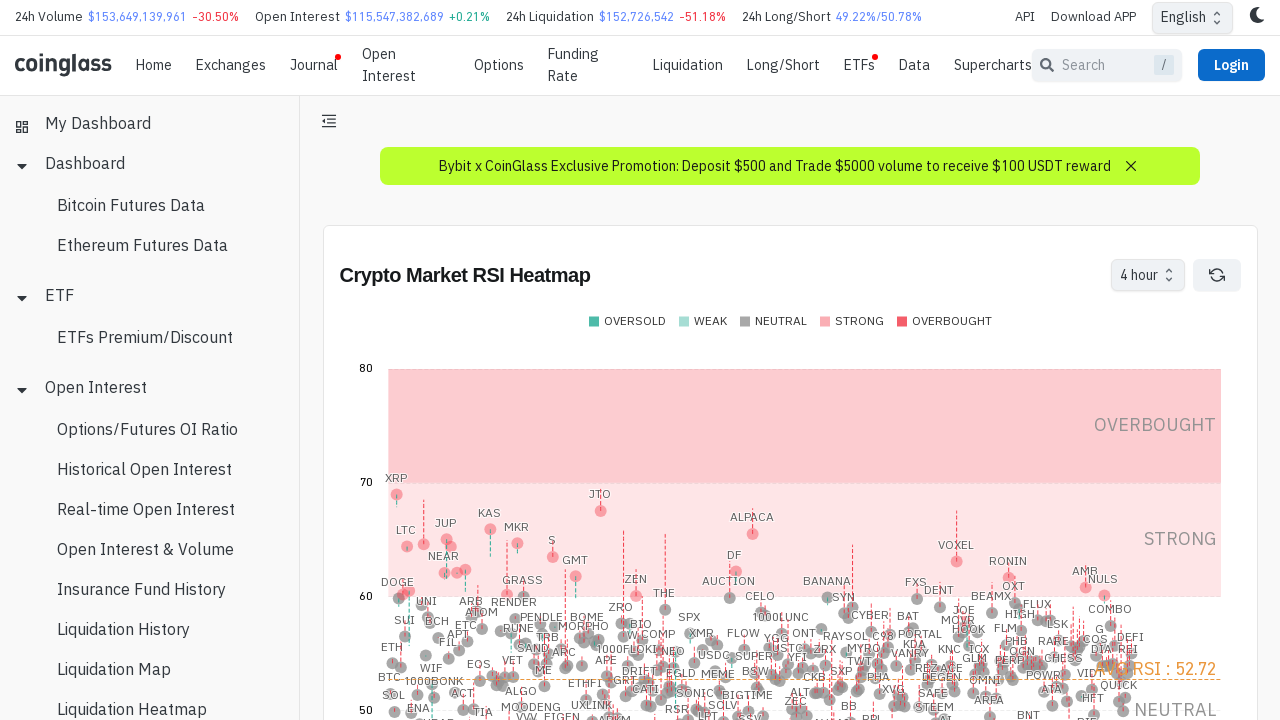 24h Volume $153,649,139,961 -30.50% Open Interest $115,547,382,689 +0.21% 24h Liquidation $152,726,542 -51.18% 24h Long/Short 49.22%/50.78% API Download APP English
coinglass Home Exchanges Journal Open Interest Options Funding Rate Liquidation Long/Short ETFs Data Supercharts Search / Login
My Dashboard
Dashboard
Bitcoin Futures Data
Ethereum Futures Data
ETF
ETFs Premium/Discount
Open Interest
Options/Futures OI Ratio
Historical Open Interest
Real-time Open Interest
Open Interest & Volume
Insurance Fund History
Liquidation History
Liquidation Map
Liquidation Heatmap
Bybit x CoinGlass Exclusive Promotion: Deposit $500 and Trade $5000 volume to receive $100 USDT reward
Crypto Market RSI Heatmap 4 hour
OVERSOLD WEAK NEUTRAL STRONG OVERBOUGHT
80
OVERBOUGHT
70
XRP
JTO
KAS
ALPACA
LTC JUP MKR
STRONG
S
VOXEL
NEAR GMT DF RONIN
AMB
DOGE GRASS ZEN AUCTION BANANA FXS NULS
OXT
DENT
60
THE CELO SYN BEAMX
UNI ARB RENDER ZRO FLUX COMBO
ATOM HIGH
SUI BCH PENDLE BOME SPX 1000LUNC CYBER BAT JOE
ETC RUNE MORPHO BIO MOVR FLM LSK G
APT TRB W COMP XMR FLOW ONT RAYSOL C98 PORTAL HOOK
FIL YGG PHB RARE COS DEFI
ETH SAND ARC 1000FLOKI NEO USTC ZRX MYRO KDA KNC ICX OGN DIA REI
EQS VET APE USDC SUPER YFI TWT VANRY GLM PERP CHESS
WIF ME DRIFT EGLD MEME BSW SXP ACE AVG RSI : 52.72
BTC 1000BONK ETHFI GRT CKB PHA DEGEN OMNI POWR VIDT
SOL ACT ALGO CATI SONIC BIGTIME ALT XVG SAFE ATA QUICK
ENA MOODENG UXLINK ZEC ARPA HFT
50
TIA RSR BB STEEM BNT NEUTRAL